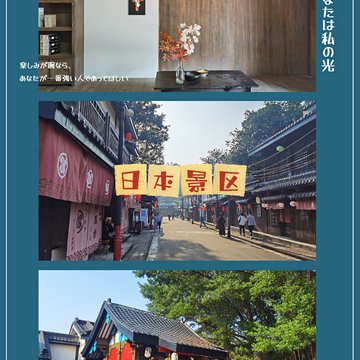 なたは私の光
楽しみが腕なら、
あなたが一番強い人であってほしい
日本景区